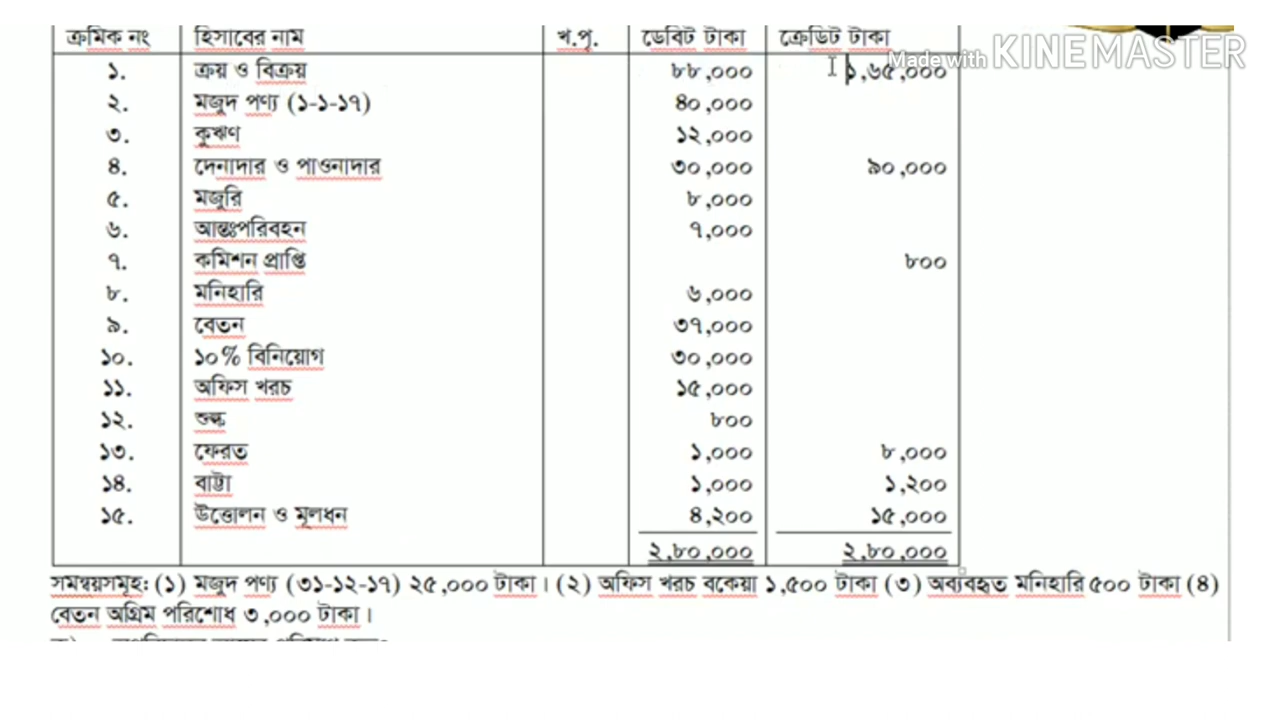 ক্রমিক নং হিসাবের নাম খ.পৃ. ডেবিট টাকা ক্রেডিট টাকা
Made with KINEMASTER
১. ক্রয় ও বিক্রয় ৮৮,০০০ ১,৬৫,০০০
২. মজুদ পণ্য (১-১-১৭) ৪০,০০০
৩. কুঋণ ১২,০০০
৪. দেনাদার ও পাওনাদার ৩০,০০০ ৯০,০০০
৫. মজুরি ৮,০০০
৬. আন্তঃপরিবহন ৭,০০০
৭. কমিশন প্রাপ্তি ৮০০
৮. মনিহারি ৬,০০০
৯. বেতন ৩৭,০০০
১০. ১০% বিনিয়োগ ৩০,০০০
১১. অফিস খরচ ১৫,০০০
১২. শুল্ক ৮০০
১৩. ফেরত ১,০০০ ৮,০০০
১৪. বাট্টা ১,০০০ ১,২০০
১৫. উত্তোলন ও মূলধন ৪,২০০ ১৫,০০০
২,৮০,০০০ ২,৮০,০০০
সমন্বয়সমূহ: (১) মজুদ পণ্য (৩১-১২-১৭) ২৫,০০০ টাকা। (২) অফিস খরচ বকেয়া ১,৫০০ টাকা (৩) অব্যবহৃত মনিহারি ৫০০ টাকা (৪)
বেতন অগ্রিম পরিশোধ ৩,০০০ টাকা।